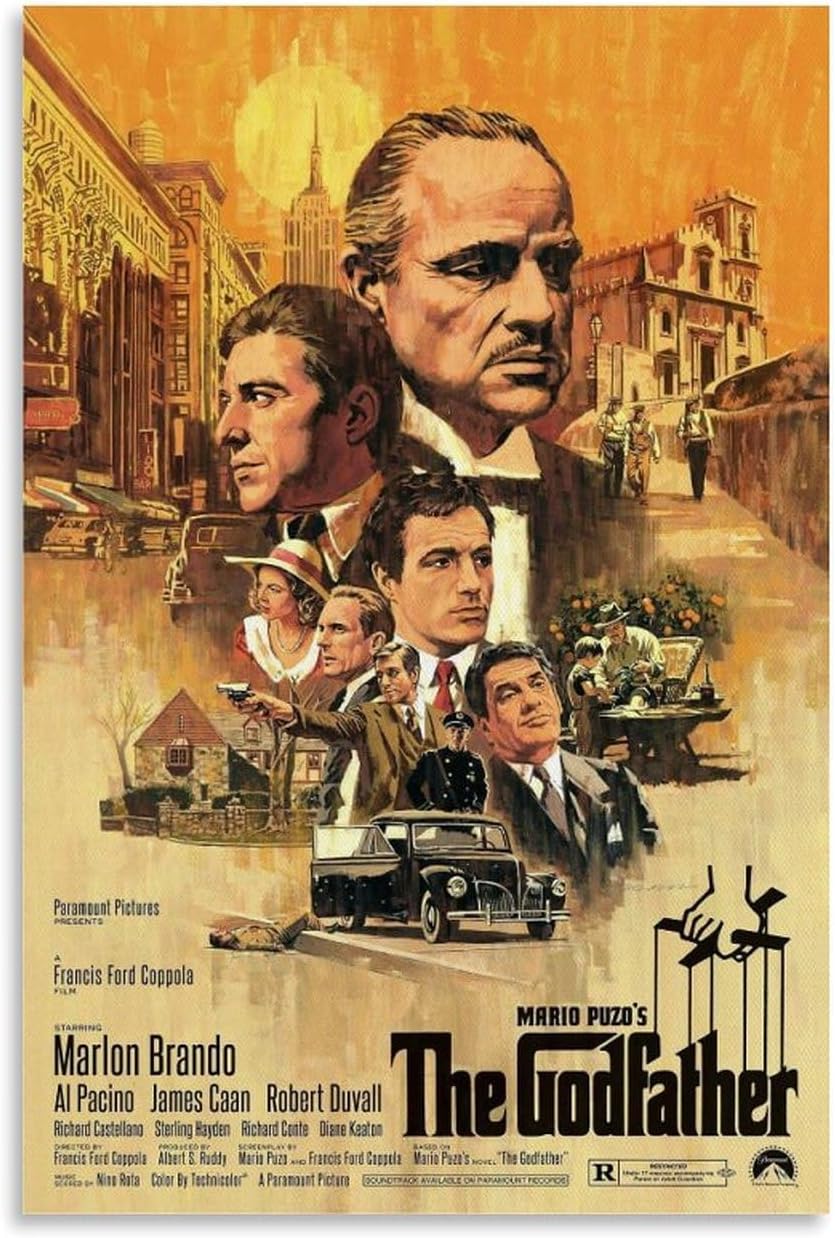 Paramount Pictures
PRESENTS
A
Francis Ford Coppola
FILM
STARRING
Marlon Brando
Al Pacino James Caan Robert Duvall
Richard Castellano Sterling Hayden Richard Conte Diane Keaton
DIRECTED BY Francis Ford Coppola PRODUCED BY Albert S. Ruddy SCREENPLAY BY Mario Puzo AND Francis Ford Coppola BASED ON Mario Puzo's NOVEL "The Godfather"
MUSIC SCORED BY Nino Rota Color By Technicolor® A Paramount Picture SOUNDTRACK AVAILABLE ON PARAMOUNT RECORDS
MARIO PUZO'S
The Godfather
R RESTRICTED
Paramount
BAR